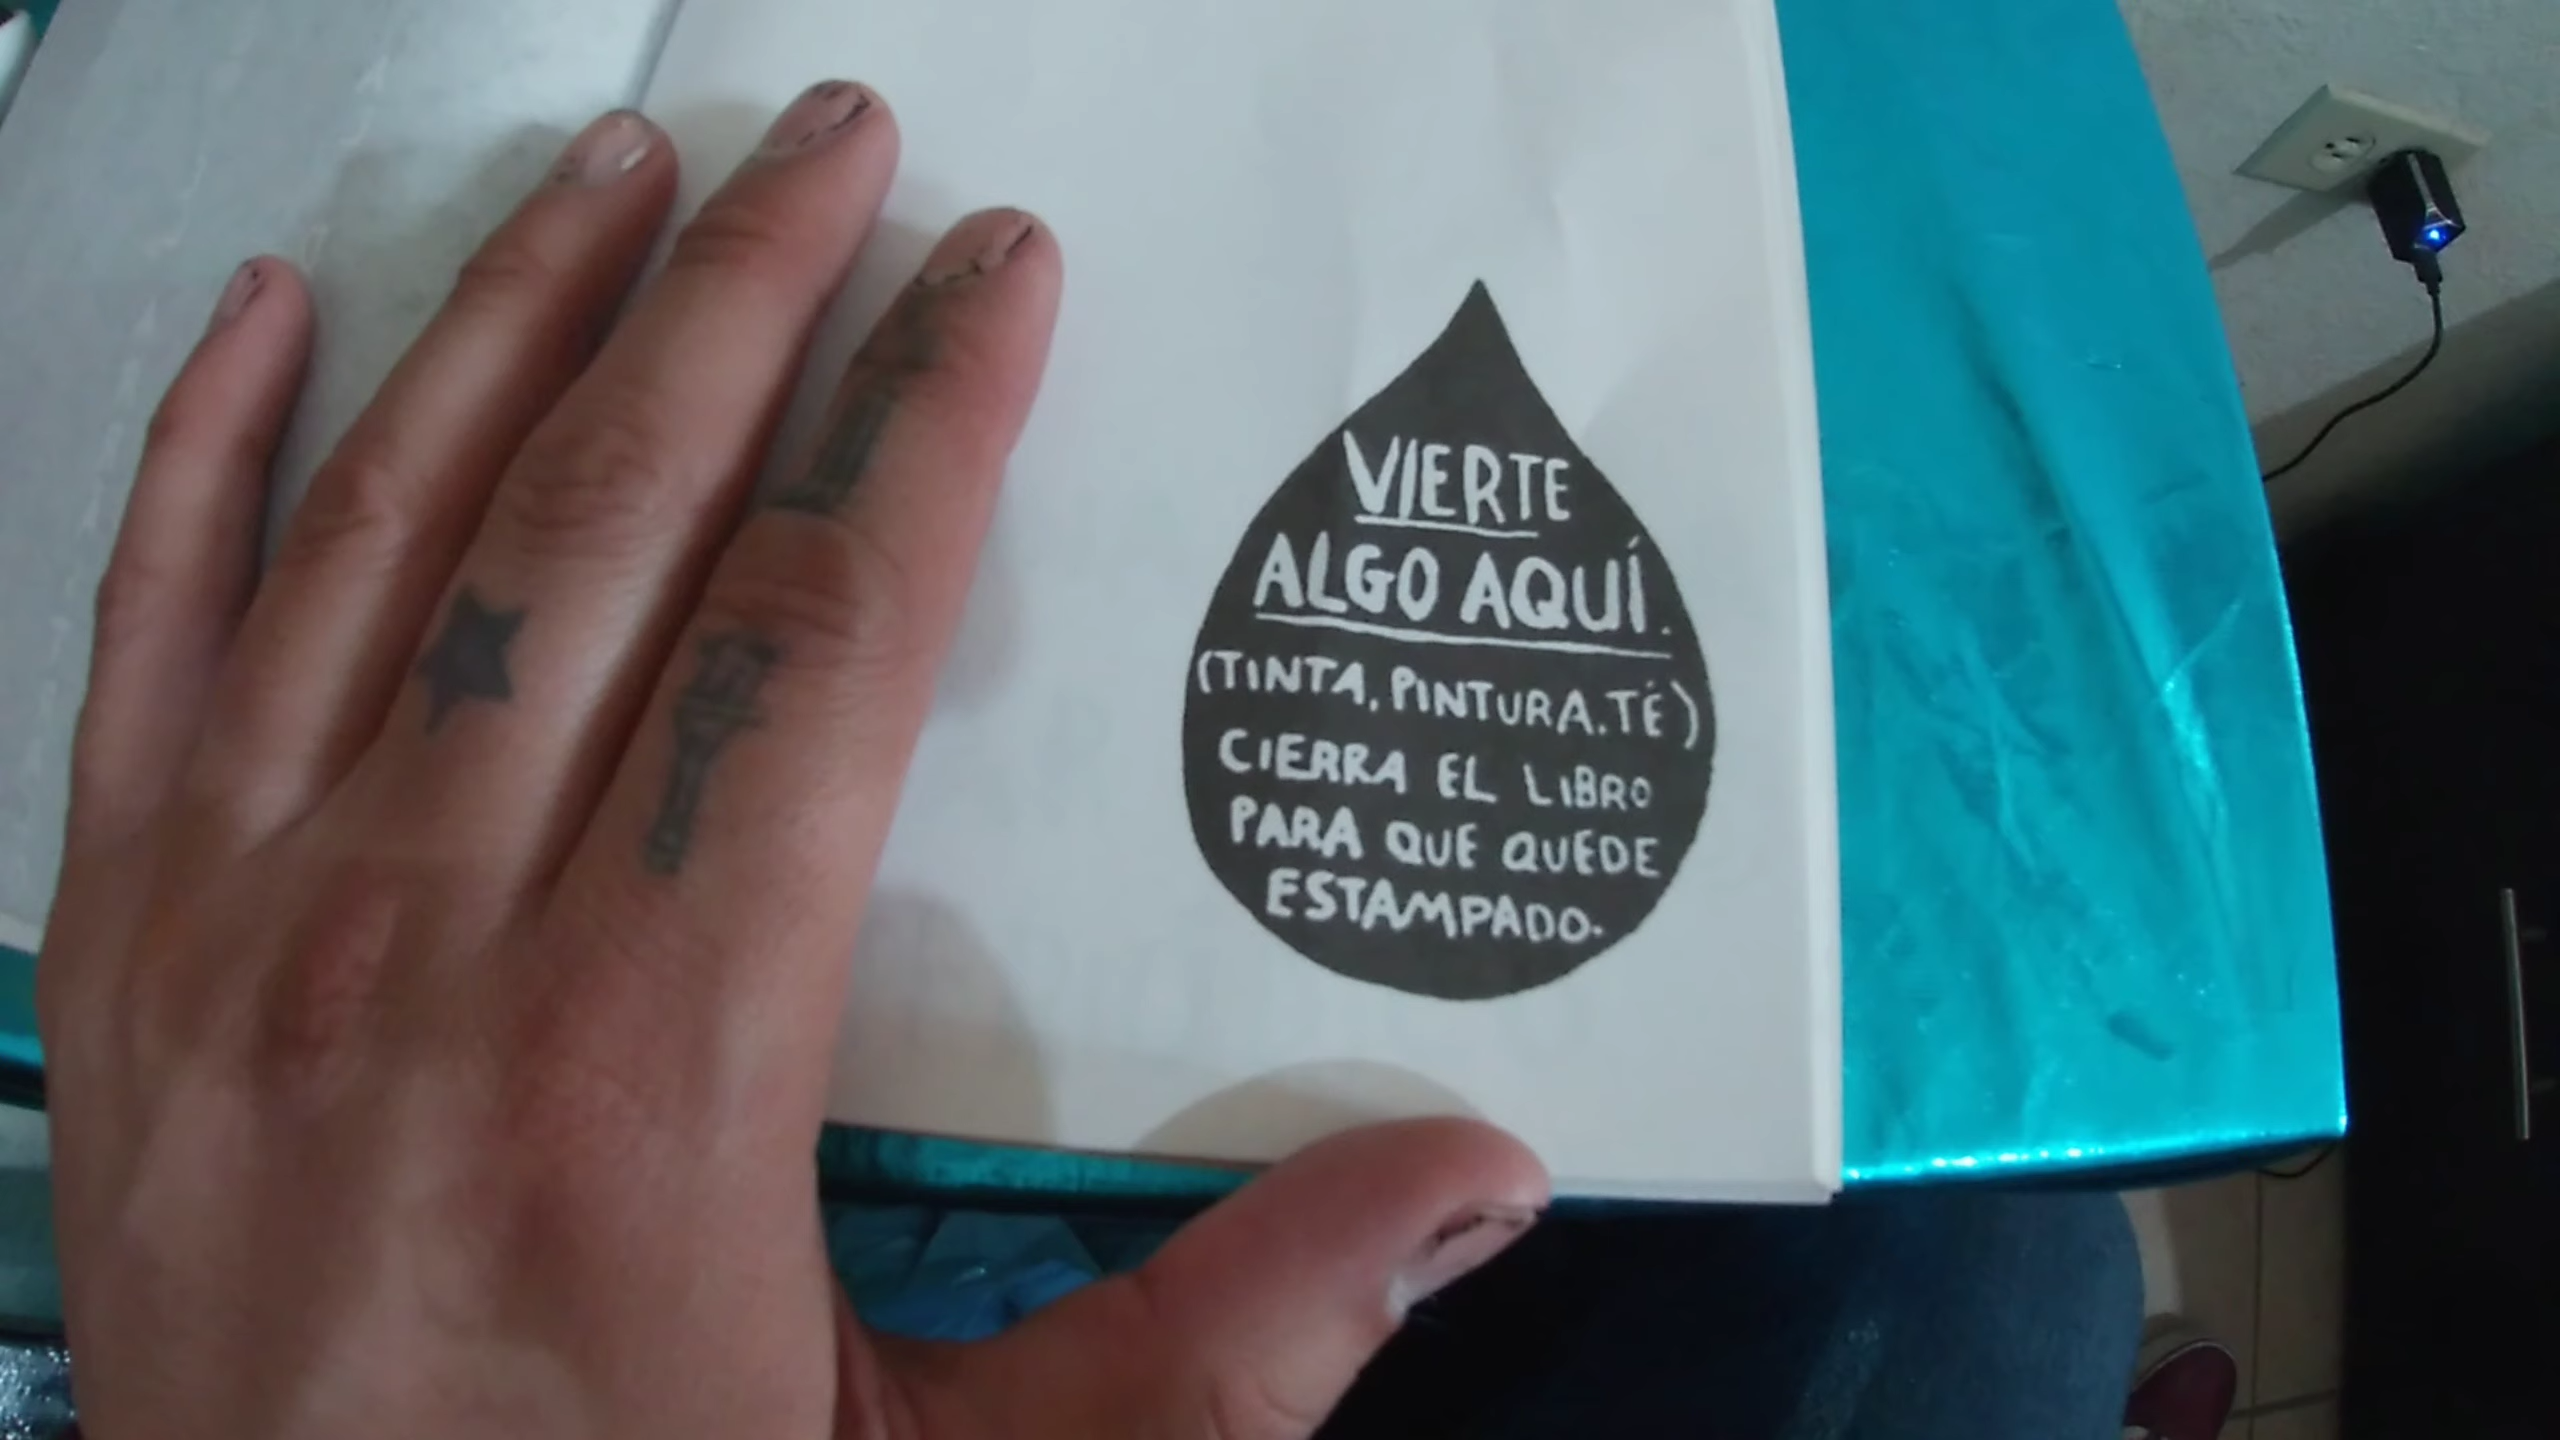 VIERTE
ALGO AQUÍ.
(TINTA, PINTURA, TÉ)
CIERRA EL LIBRO
PARA QUE QUEDE
ESTAMPADO.